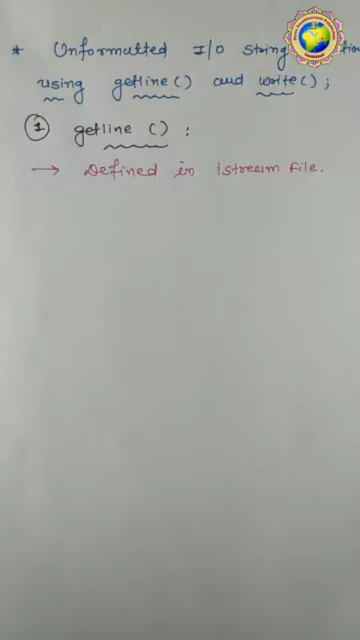 * Unformatted I/O string
using getline() and write();
① getline () :
→ Defined in istream file.